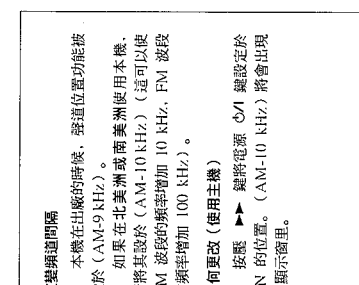 變頻道間隔
本機在出廠的時候，聲道位置功能被
於（AM-9 kHz）。
如果在北美洲或南美洲使用本機，
將其設於（AM-10 kHz）（這可以使
M 波段的頻率增加 10 kHz，FM 波段
頻率增加 100 kHz）。
何更改（使用主機）
按壓 ►► 鍵將電源 ⏻/I 鍵設定於
N 的位置。（AM-10 kHz）將會出現
顯示窗里。